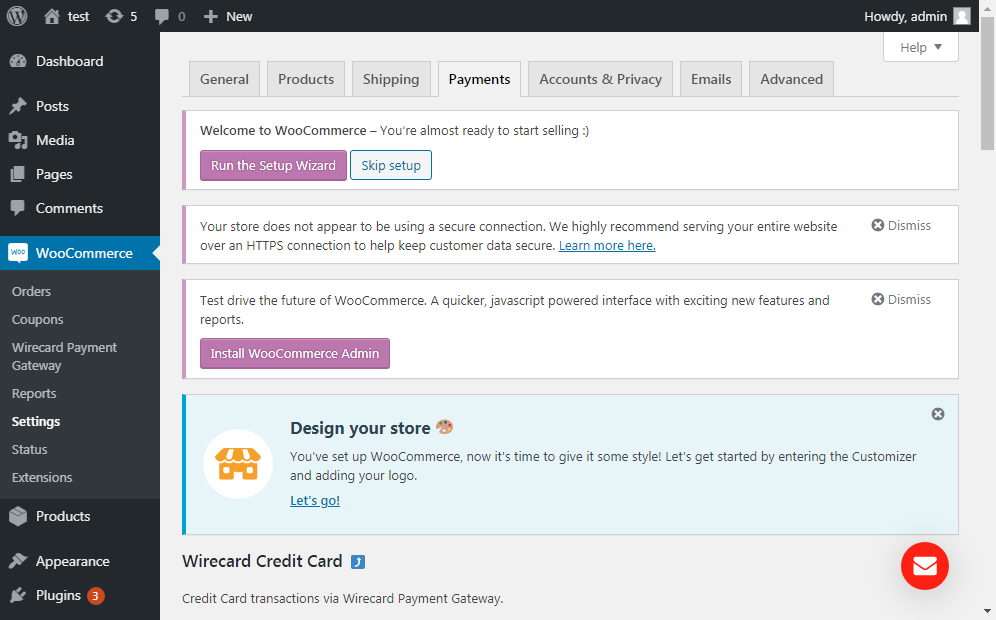 test 5 0 New Howdy, admin
Help
Dashboard
Posts
Media
Pages
Comments
woo WooCommerce
Orders
Coupons
Wirecard Payment
Gateway
Reports
Settings
Status
Extensions
Products
Appearance
Plugins 3
General Products Shipping Payments Accounts & Privacy Emails Advanced
Welcome to WooCommerce – You're almost ready to start selling :)
Run the Setup Wizard Skip setup
Your store does not appear to be using a secure connection. We highly recommend serving your entire website
over an HTTPS connection to help keep customer data secure. Learn more here.
Dismiss
Test drive the future of WooCommerce. A quicker, javascript powered interface with exciting new features and
reports.
Dismiss
Install WooCommerce Admin
Design your store
You've set up WooCommerce, now it's time to give it some style! Let's get started by entering the Customizer
and adding your logo.
Let's go!
Wirecard Credit Card
Credit Card transactions via Wirecard Payment Gateway.